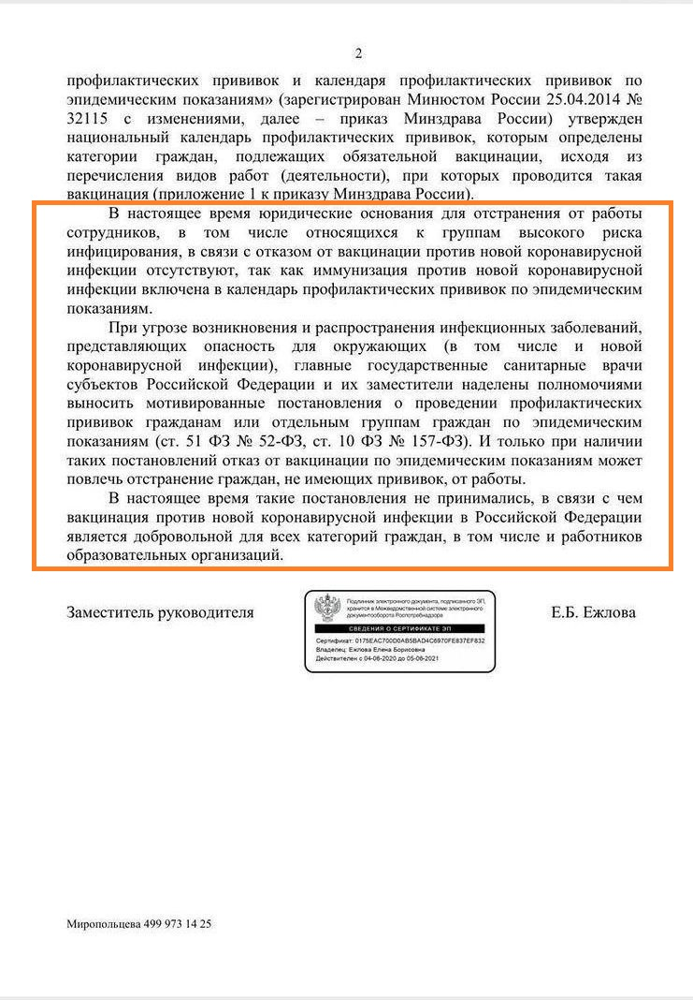 2
профилактических прививок и календаря профилактических прививок по
эпидемическим показаниям» (зарегистрирован Минюстом России 25.04.2014 №
32115 с изменениями, далее – приказ Минздрава России) утвержден
национальный календарь профилактических прививок, которым определены
категории граждан, подлежащих обязательной вакцинации, исходя из
перечисления видов работ (деятельности), при которых проводится такая
вакцинация (приложение 1 к приказу Минздрава России).
В настоящее время юридические основания для отстранения от работы
сотрудников, в том числе относящихся к группам высокого риска
инфицирования, в связи с отказом от вакцинации против новой коронавирусной
инфекции отсутствуют, так как иммунизация против новой коронавирусной
инфекции включена в календарь профилактических прививок по эпидемическим
показаниям.
При угрозе возникновения и распространения инфекционных заболеваний,
представляющих опасность для окружающих (в том числе и новой
коронавирусной инфекции), главные государственные санитарные врачи
субъектов Российской Федерации и их заместители наделены полномочиями
выносить мотивированные постановления о проведении профилактических
прививок гражданам или отдельным группам граждан по эпидемическим
показаниям (ст. 51 ФЗ № 52-ФЗ, ст. 10 ФЗ № 157-ФЗ). И только при наличии
таких постановлений отказ от вакцинации по эпидемическим показаниям может
повлечь отстранение граждан, не имеющих прививок, от работы.
В настоящее время такие постановления не принимались, в связи с чем
вакцинация против новой коронавирусной инфекции в Российской Федерации
является добровольной для всех категорий граждан, в том числе и работников
образовательных организаций.
Заместитель руководителя
Подлинник электронного документа, подписанного ЭП,
хранится в Межведомственной системе электронного
документооборота Роспотребнадзора
СВЕДЕНИЯ О СЕРТИФИКАТЕ ЭП
Сертификат: 0175EAC700D0AB5BAD4C6970FE837EF832
Владелец: Ежлова Елена Борисовна
Действителен с 04-06-2020 до 05-06-2021
Е.Б. Ежлова
Миропольцева 499 973 14 25